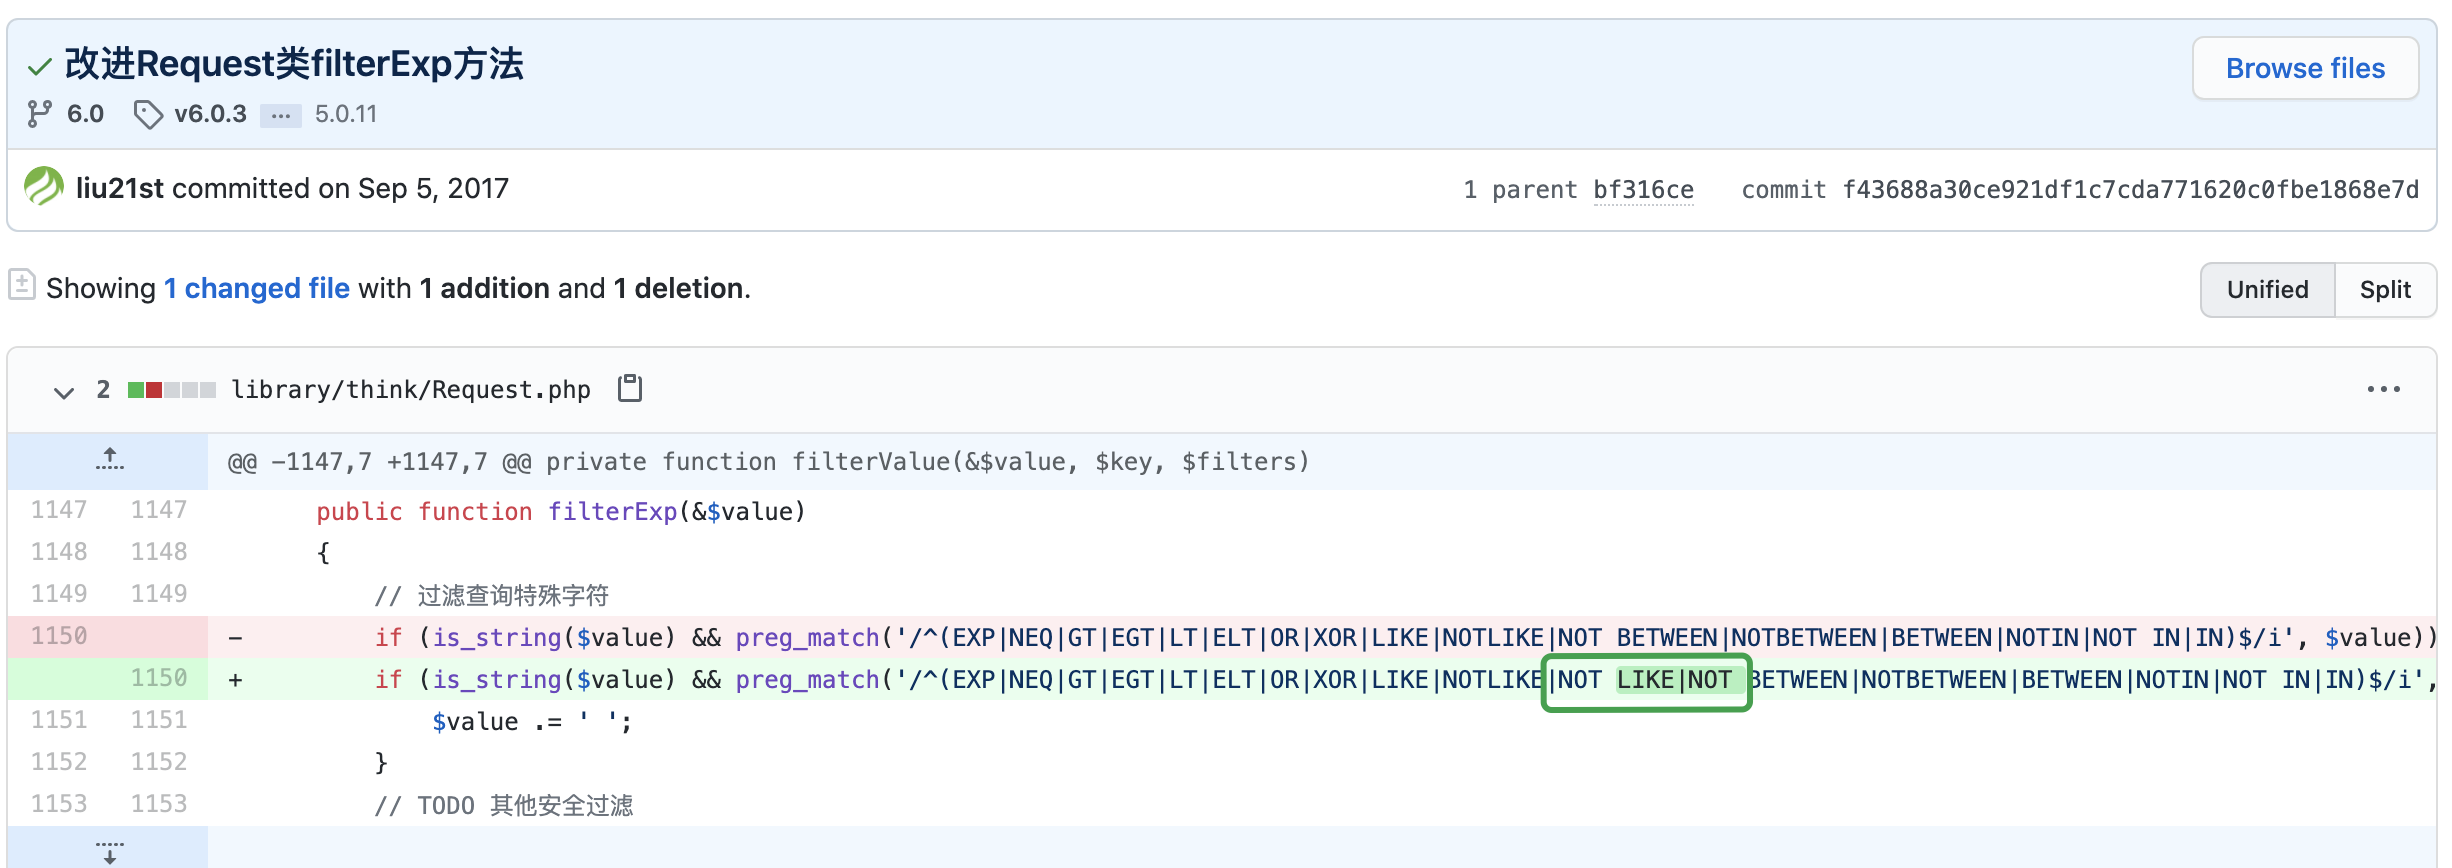 改进Request类filterExp方法
Browse files
6.0 v6.0.3 ... 5.0.11
liu21st committed on Sep 5, 2017
1 parent bf316ce commit f43688a30ce921df1c7cda771620c0fbe1868e7d
Showing 1 changed file with 1 addition and 1 deletion.
Unified Split
2 library/think/Request.php
@@ -1147,7 +1147,7 @@ private function filterValue(&$value, $key, $filters)
1147 1147 public function filterExp(&$value)
1148 1148 {
1149 1149 // 过滤查询特殊字符
1150 - if (is_string($value) && preg_match('/^(EXP|NEQ|GT|EGT|LT|ELT|OR|XOR|LIKE|NOTLIKE|NOT BETWEEN|NOTBETWEEN|BETWEEN|NOTIN|NOT IN|IN)$/i', $value))
1150 + if (is_string($value) && preg_match('/^(EXP|NEQ|GT|EGT|LT|ELT|OR|XOR|LIKE|NOTLIKE|NOT LIKE|NOT BETWEEN|NOTBETWEEN|BETWEEN|NOTIN|NOT IN|IN)$/i',
1151 1151 $value .= ' ';
1152 1152 }
1153 1153 // TODO 其他安全过滤